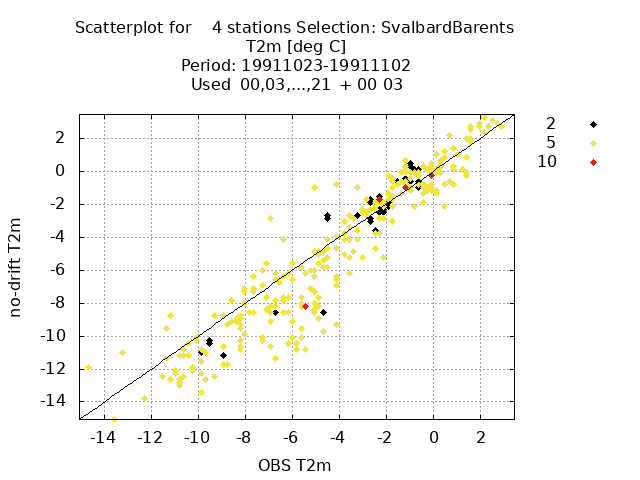 Scatterplot for    4 stations Selection: SvalbardBarents
T2m [deg C]
Period: 19911023-19911102
Used  00,03,...,21  + 00 03
2
5
10
2
0
-2
-4
-6
-8
-10
-12
-14
no-drift T2m
-14 -12 -10 -8 -6 -4 -2 0 2
OBS T2m